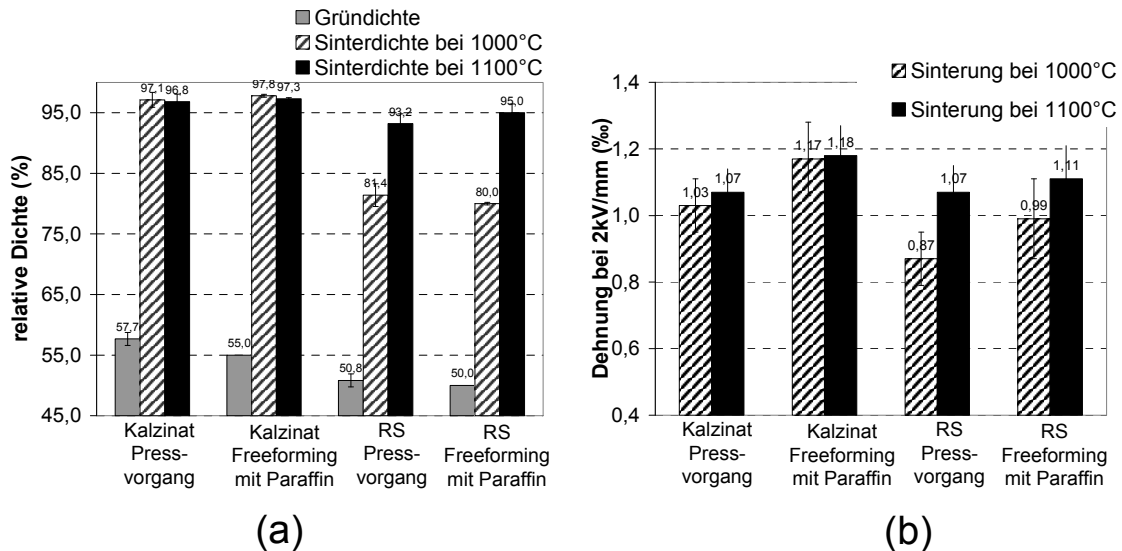 Gründichte
Sinterdichte bei 1000°C
Sinterdichte bei 1100°C
relative Dichte (%)
95,0
85,0
75,0
65,0
55,0
45,0
57,7
97,1
96,8
55,0
97,8
97,3
50,8
81,4
93,2
50,0
80,0
95,0
Kalzinat
Press-
vorgang
Kalzinat
Freeforming
mit Paraffin
RS
Press-
vorgang
RS
Freeforming
mit Paraffin
(a)
Sinterung bei 1000°C
Sinterung bei 1100°C
Dehnung bei 2kV/mm (‰)
1,4
1,2
1,0
0,8
0,6
0,4
1,03
1,07
1,17
1,18
0,87
1,07
0,99
1,11
Kalzinat
Press-
vorgang
Kalzinat
Freeforming
mit Paraffin
RS
Press-
vorgang
RS
Freeforming
mit Paraffin
(b)